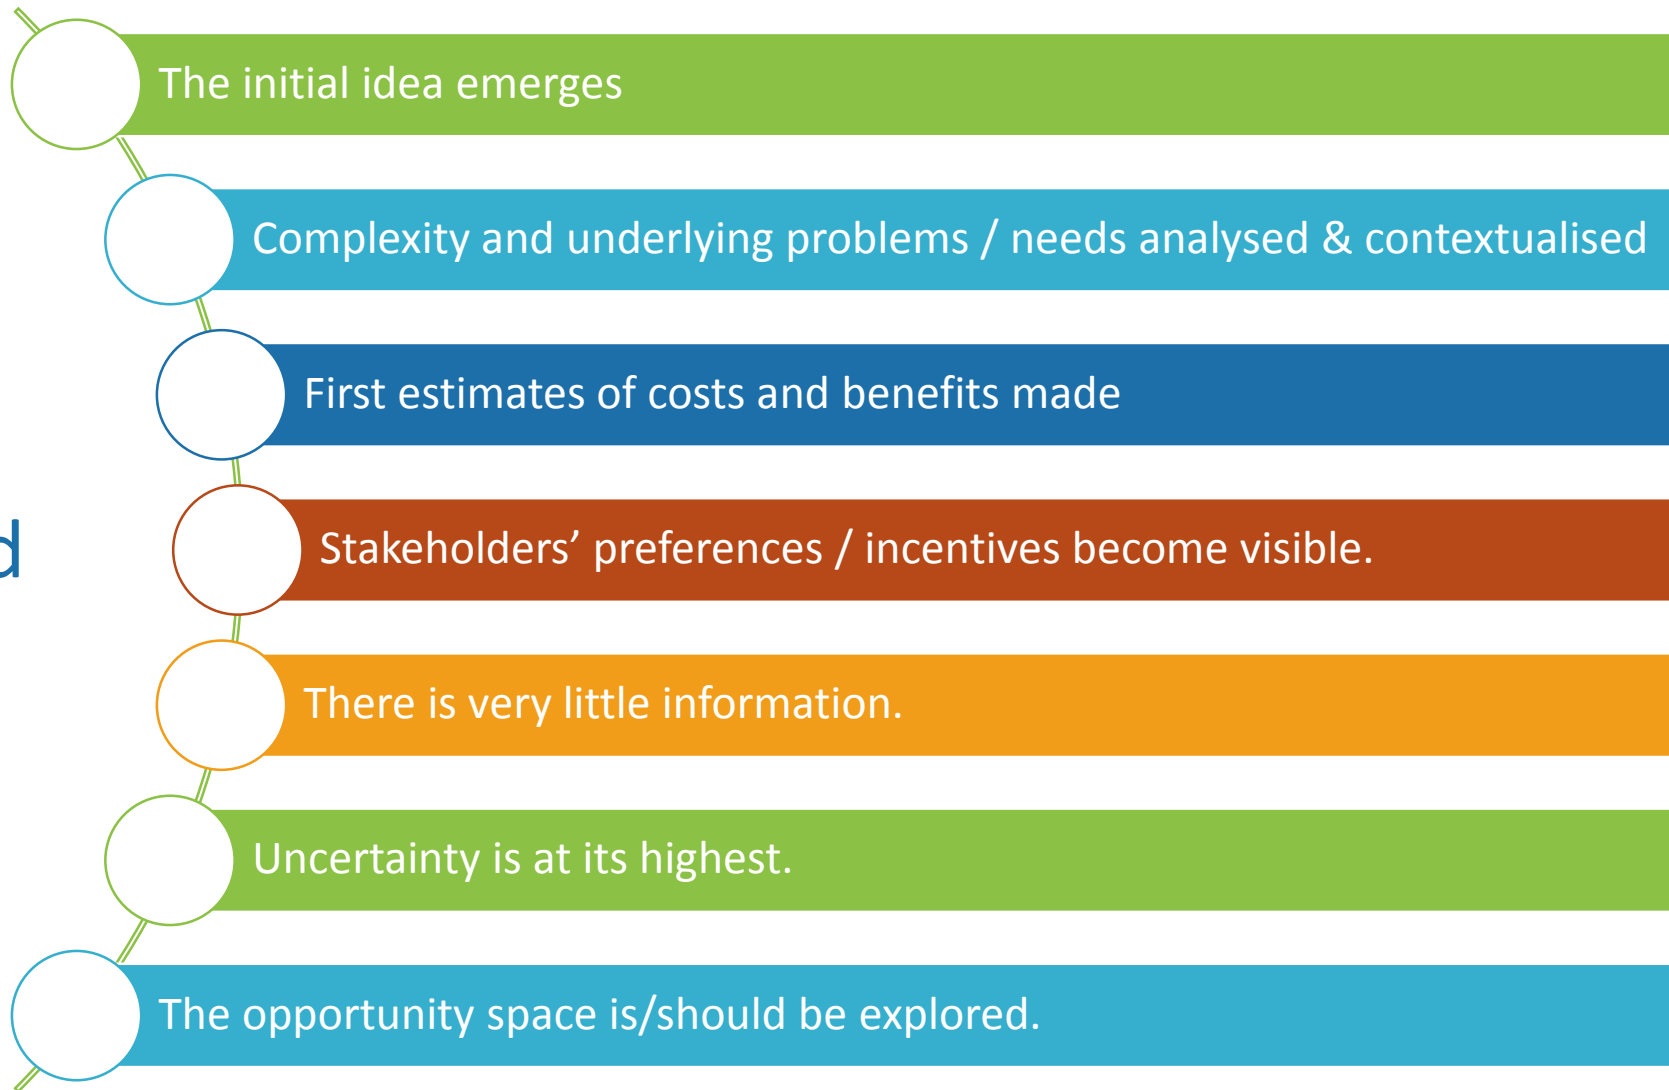 The initial idea emerges
Complexity and underlying problems / needs analysed & contextualised
First estimates of costs and benefits made
Stakeholders’ preferences / incentives become visible.
There is very little information.
Uncertainty is at its highest.
The opportunity space is/should be explored.